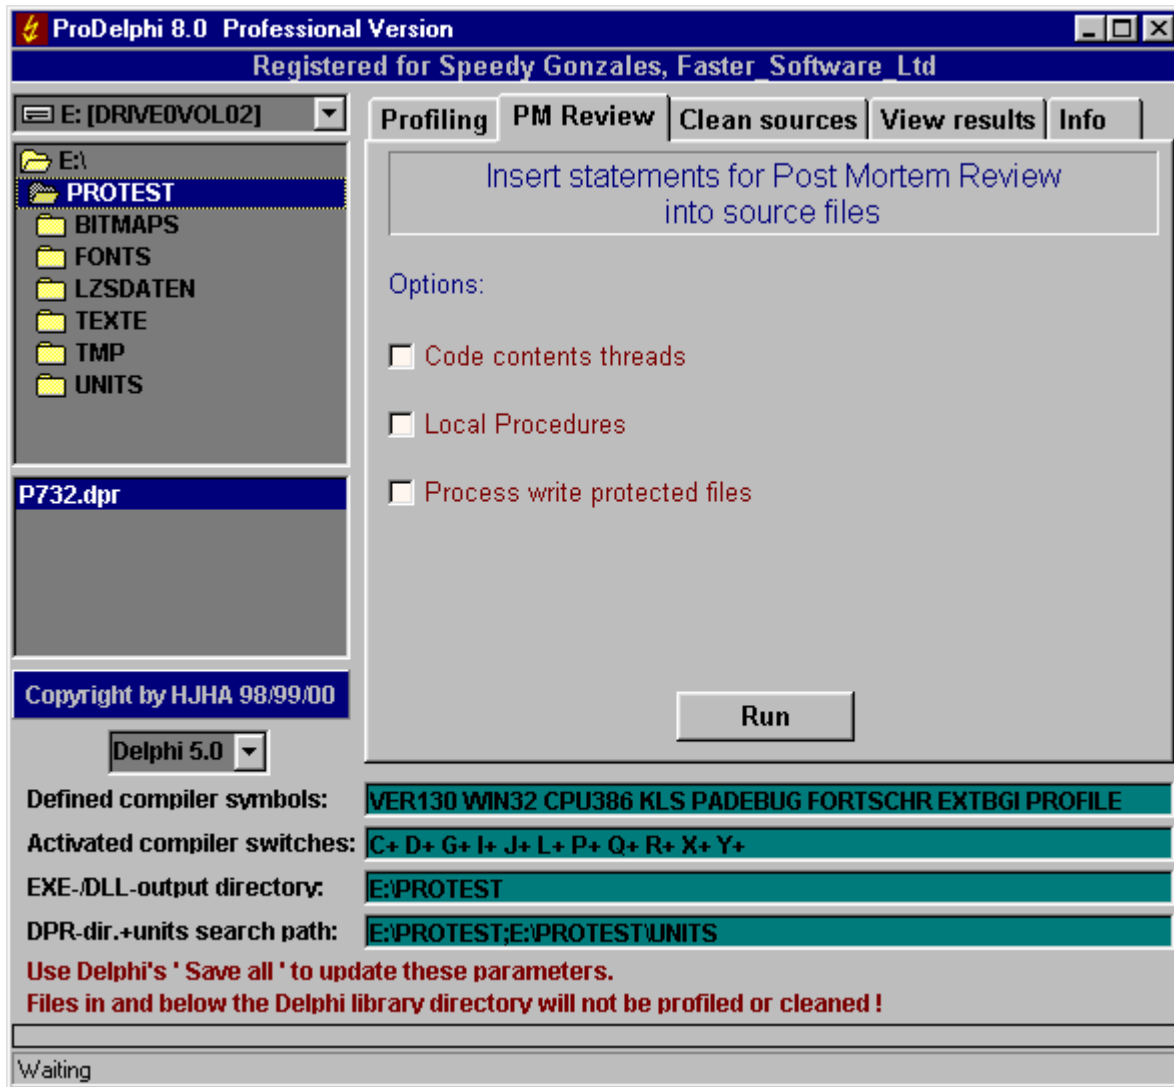 ProDelphi 8.0 Professional Version
Registered for Speedy Gonzales, Faster_Software_Ltd
E: [DRIVE0VOL02]
E:\
PROTEST
BITMAPS
FONTS
LZSDATEN
TEXTE
TMP
UNITS
P732.dpr
Copyright by HJHA 98/99/00
Delphi 5.0
Profiling PM Review Clean sources View results Info
Insert statements for Post Mortem Review
into source files
Options:
Code contents threads
Local Procedures
Process write protected files
Run
Defined compiler symbols: VER130 WIN32 CPU386 KLS PADEBUG FORTSCHR EXTBGI PROFILE
Activated compiler switches: C+ D+ G+ I+ J+ L+ P+ Q+ R+ X+ Y+
EXE-/DLL-output directory: E:\PROTEST
DPR-dir.+units search path: E:\PROTEST;E:\PROTEST\UNITS
Use Delphi's ' Save all ' to update these parameters.
Files in and below the Delphi library directory will not be profiled or cleaned !
Waiting